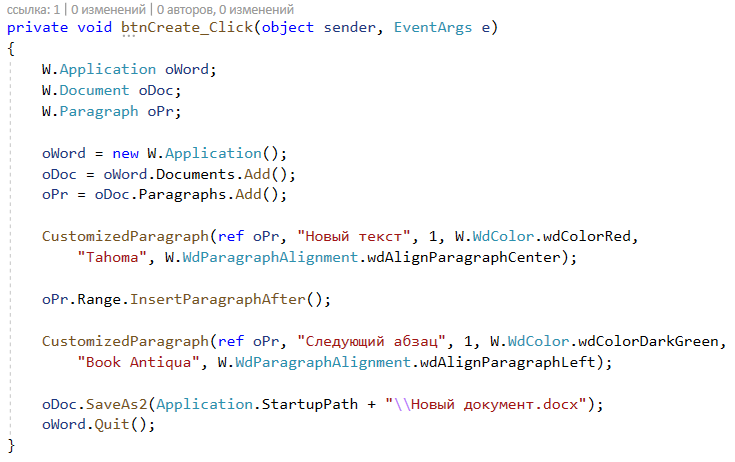 ссылка: 1 | 0 изменений | 0 авторов, 0 изменений
private void btnCreate_Click(object sender, EventArgs e)
{
W.Application oWord;
W.Document oDoc;
W.Paragraph oPr;
oWord = new W.Application();
oDoc = oWord.Documents.Add();
oPr = oDoc.Paragraphs.Add();
CustomizedParagraph(ref oPr, "Новый текст", 1, W.WdColor.wdColorRed,
"Tahoma", W.WdParagraphAlignment.wdAlignParagraphCenter);
oPr.Range.InsertParagraphAfter();
CustomizedParagraph(ref oPr, "Следующий абзац", 1, W.WdColor.wdColorDarkGreen,
"Book Antiqua", W.WdParagraphAlignment.wdAlignParagraphLeft);
oDoc.SaveAs2(Application.StartupPath + "\\Новый документ.docx");
oWord.Quit();
}